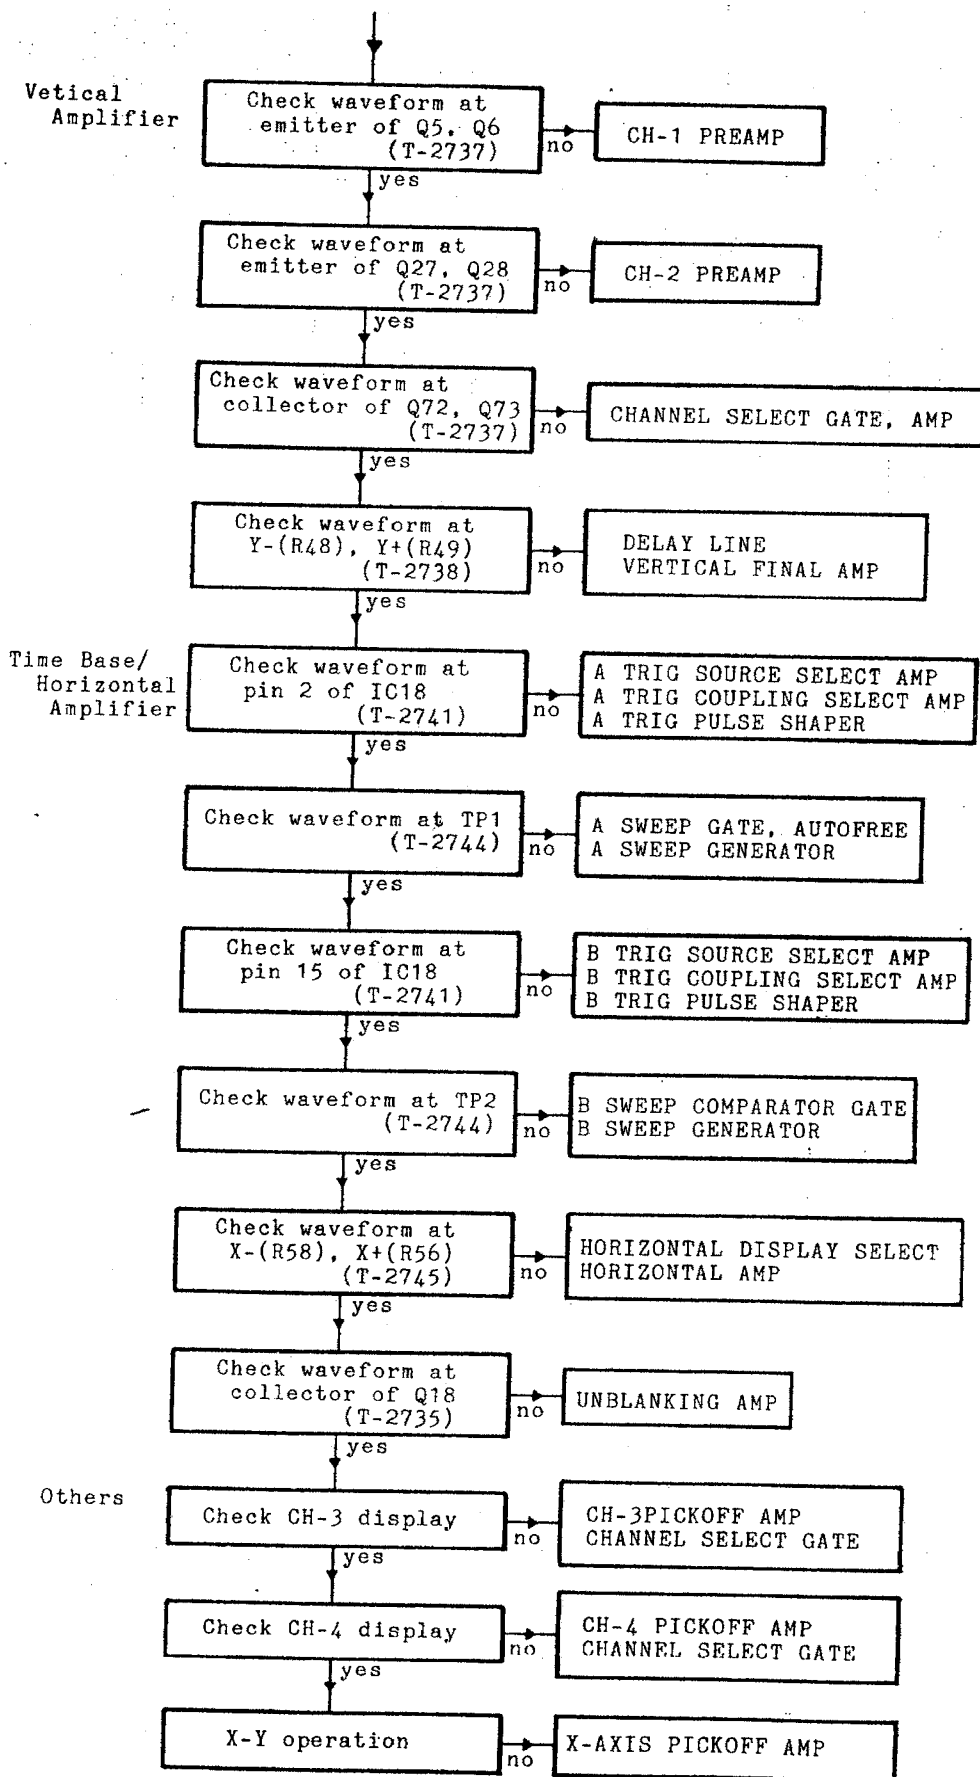 Vetical
Amplifier
Check waveform at
emitter of Q5, Q6
(T-2737)
no
CH-1 PREAMP
yes
Check waveform at
emitter of Q27, Q28
(T-2737)
no
CH-2 PREAMP
yes
Check waveform at
collector of Q72, Q73
(T-2737)
no
CHANNEL SELECT GATE, AMP
yes
Check waveform at
Y-(R48), Y+(R49)
(T-2738)
no
DELAY LINE
VERTICAL FINAL AMP
yes
Time Base/
Horizontal
Amplifier
Check waveform at
pin 2 of IC18
(T-2741)
no
A TRIG SOURCE SELECT AMP
A TRIG COUPLING SELECT AMP
A TRIG PULSE SHAPER
yes
Check waveform at TP1
(T-2744)
no
A SWEEP GATE, AUTOFREE
A SWEEP GENERATOR
yes
Check waveform at
pin 15 of IC18
(T-2741)
no
B TRIG SOURCE SELECT AMP
B TRIG COUPLING SELECT AMP
B TRIG PULSE SHAPER
yes
Check waveform at TP2
(T-2744)
no
B SWEEP COMPARATOR GATE
B SWEEP GENERATOR
yes
Check waveform at
X-(R58), X+(R56)
(T-2745)
no
HORIZONTAL DISPLAY SELECT
HORIZONTAL AMP
yes
Check waveform at
collector of Q18
(T-2735)
no
UNBLANKING AMP
yes
Others
Check CH-3 display
no
CH-3PICKOFF AMP
CHANNEL SELECT GATE
yes
Check CH-4 display
no
CH-4 PICKOFF AMP
CHANNEL SELECT GATE
yes
X-Y operation
no
X-AXIS PICKOFF AMP